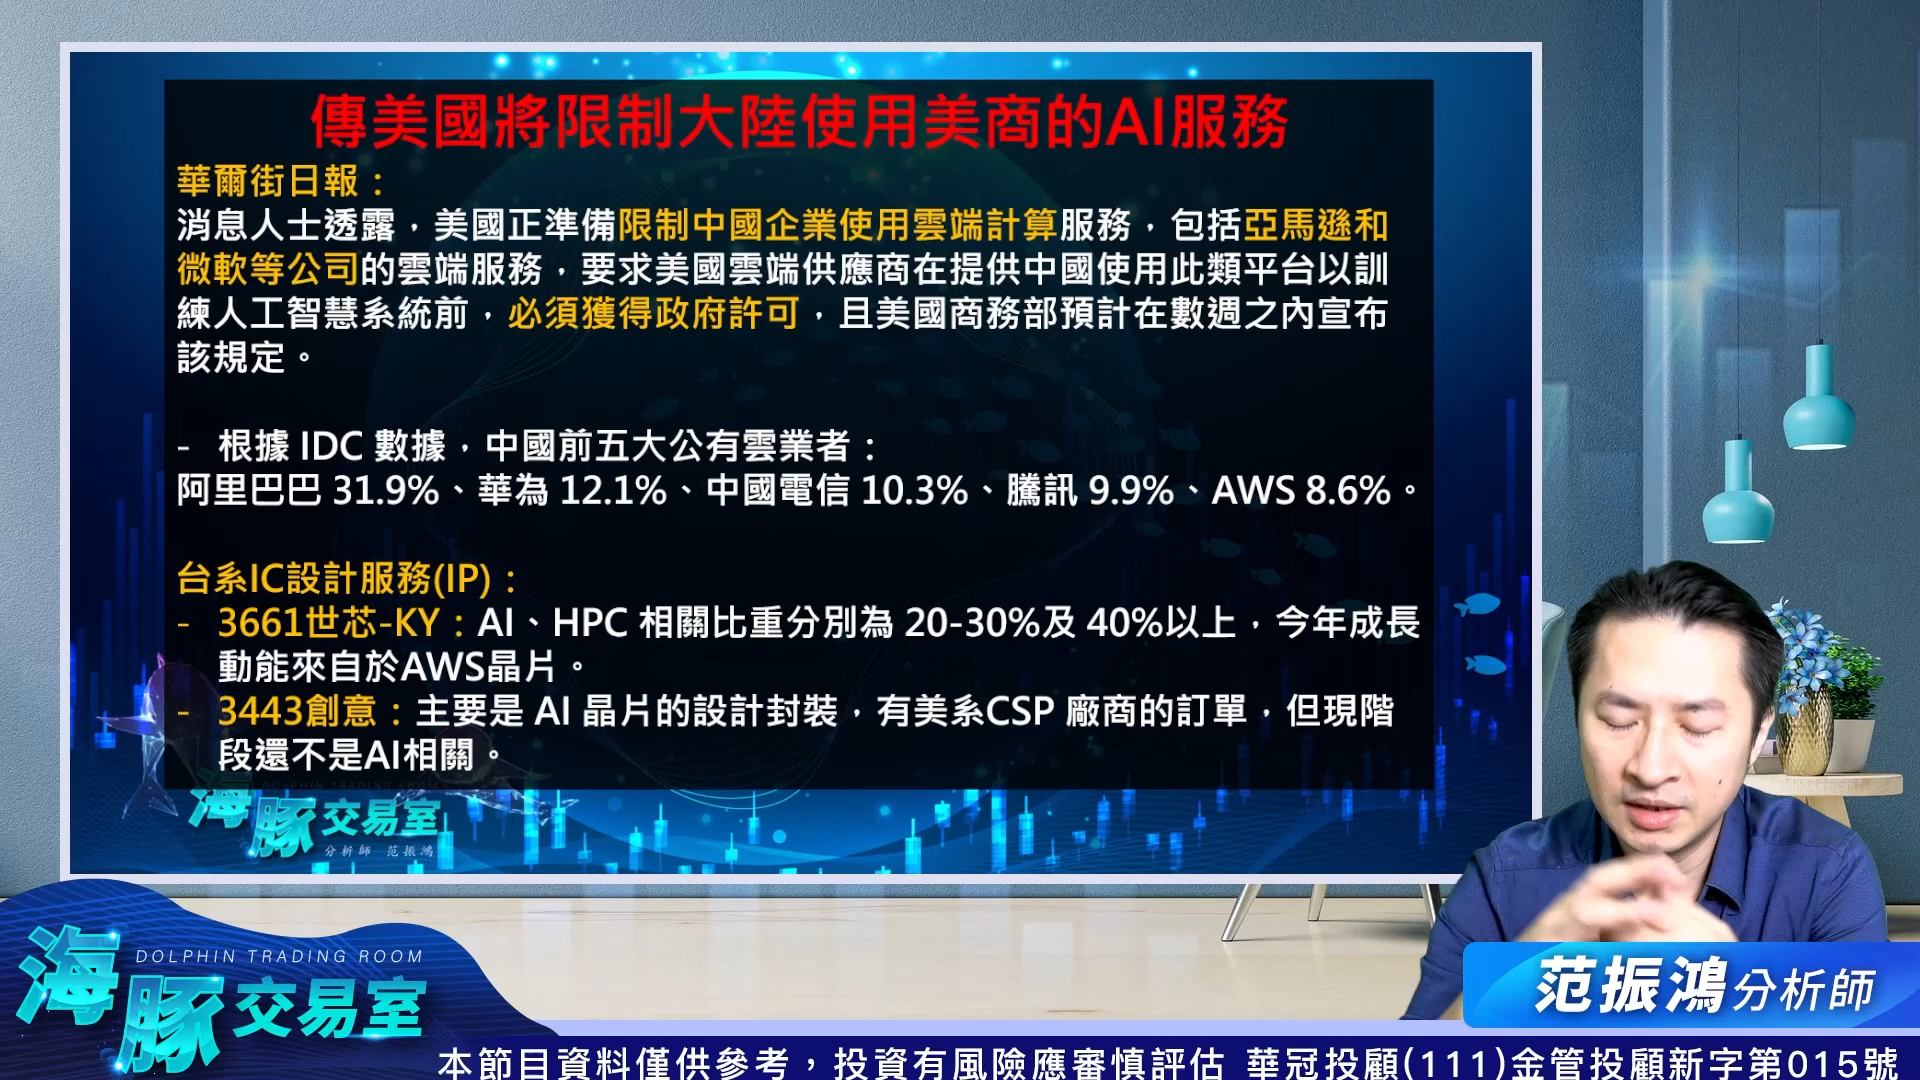 傳美國將限制大陸使用美商的AI服務
華爾街日報：
消息人士透露，美國正準備限制中國企業使用雲端計算服務，包括亞馬遜和
微軟等公司的雲端服務，要求美國雲端供應商在提供中國使用此類平台以訓
練人工智慧系統前，必須獲得政府許可，且美國商務部預計在數週之內宣布
該規定。
- 根據 IDC 數據，中國前五大公有雲業者：
阿里巴巴 31.9%、華為 12.1%、中國電信 10.3%、騰訊 9.9%、AWS 8.6%。
台系IC設計服務(IP)：
- 3661世芯-KY：AI、HPC 相關比重分別為 20-30%及 40%以上，今年成長
動能來自於AWS晶片。
- 3443創意：主要是 AI 晶片的設計封裝，有美系CSP 廠商的訂單，但現階
段還不是AI相關。
DOLPHIN TRADING ROOM
海豚交易室
分析師 范振鴻
DOLPHIN TRADING ROOM
海豚交易室
范振鴻分析師
本節目資料僅供參考，投資有風險應審慎評估 華冠投顧(111)金管投顧新字第015號